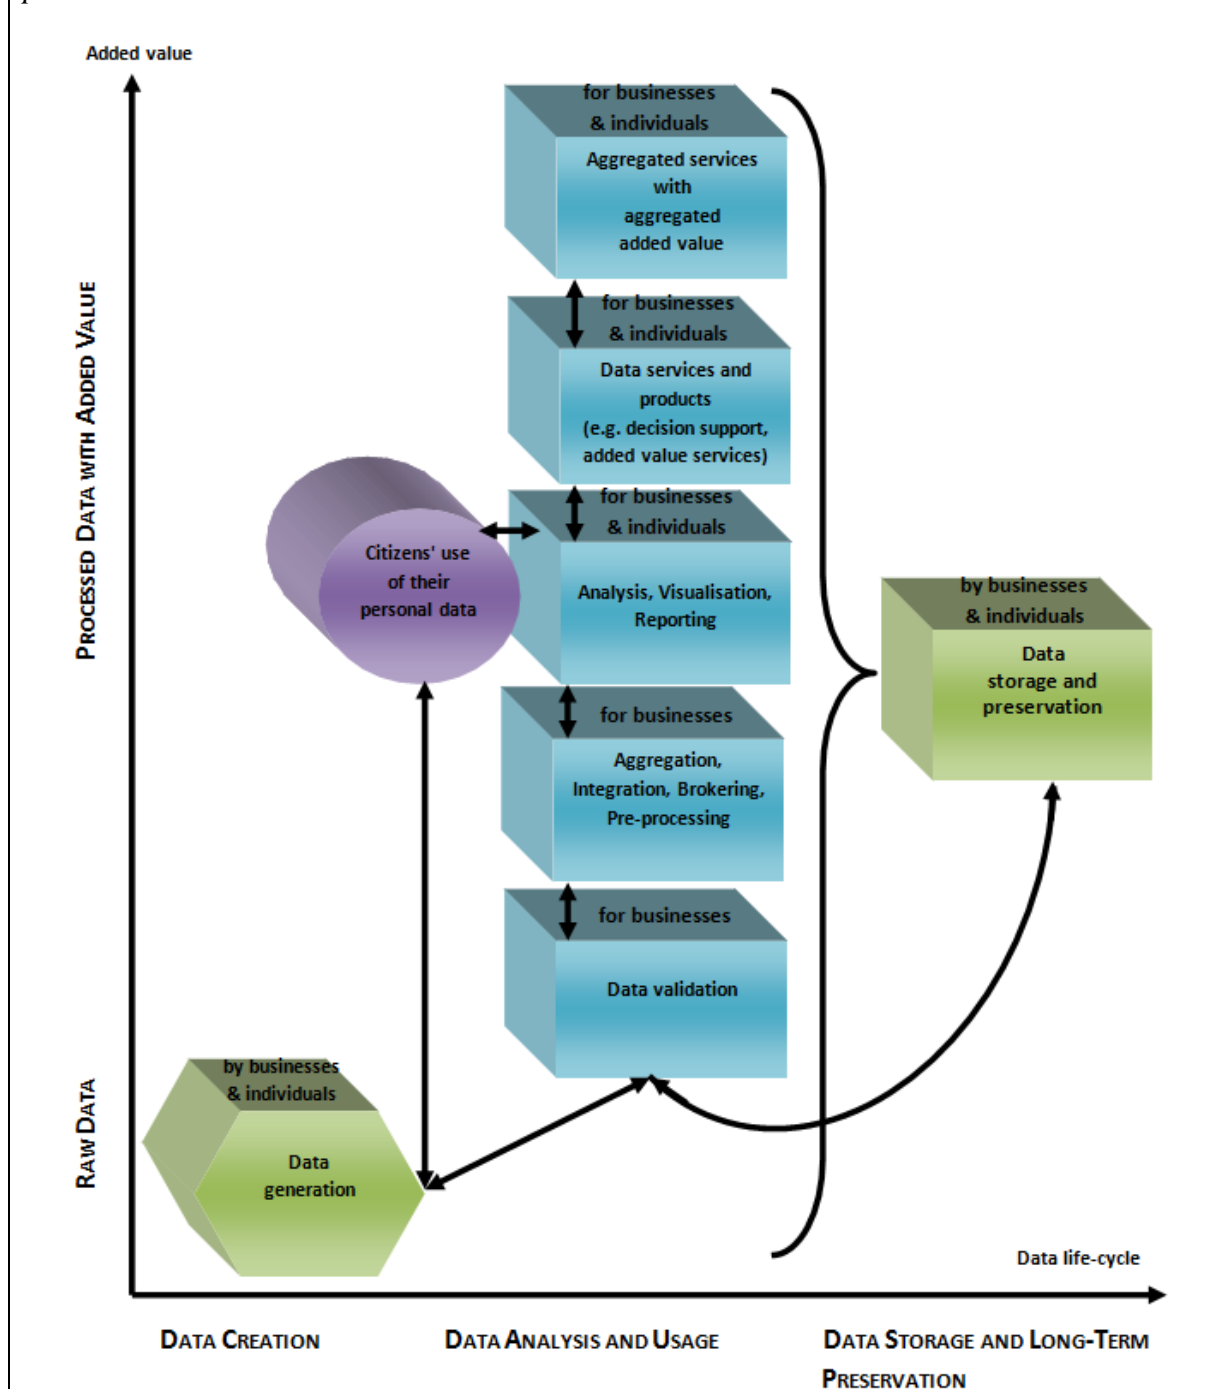 Added value
for businesses
& individuals
Aggregated services
with
aggregated
added value
for businesses
& individuals
Data services and
products
(e.g. decision support,
added value services)
for businesses
& individuals
Analysis, Visualisation,
Reporting
Citizens' use
of their
personal data
for businesses
Aggregation,
Integration, Brokering,
Pre-processing
for businesses
Data validation
by businesses
& individuals
Data
storage and
preservation
by businesses
& individuals
Data
generation
PROCESSED DATA WITH ADDED VALUE
RAW DATA
Data life-cycle
DATA CREATION
DATA ANALYSIS AND USAGE
DATA STORAGE AND LONG-TERM
PRESERVATION